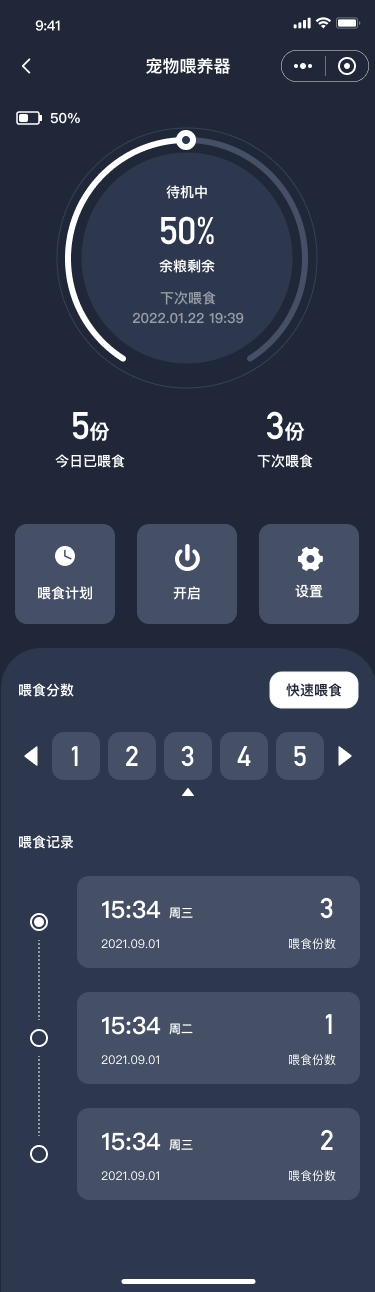 9:41
宠物喂养器
50%
待机中
50%
余粮剩余
下次喂食
2022.01.22 19:39
5份
今日已喂食
3份
下次喂食
喂食计划
开启
设置
喂食分数
快速喂食
1 2 3 4 5
喂食记录
15:34 周三 3
2021.09.01 喂食份数
15:34 周二 1
2021.09.01 喂食份数
15:34 周三 2
2021.09.01 喂食份数